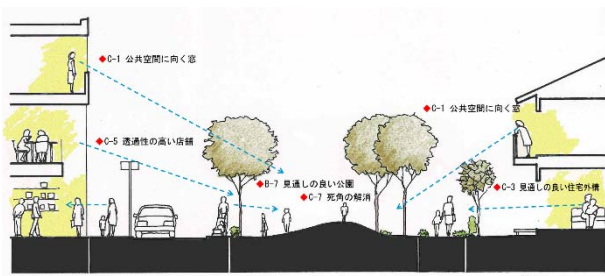 ◆C-1 公共空間に向く窓
◆C-1 公共空間に向く窓
◆C-5 透過性の高い店舗
◆B-7 見通しの良い公園
◆C-7 死角の解消
◆C-3 見通しの良い住宅外構